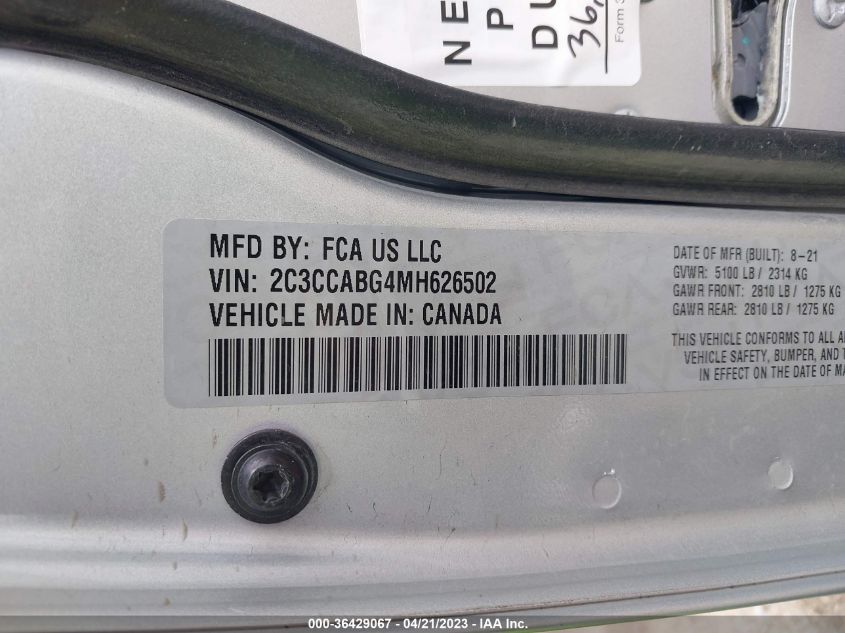 NE
P
DU
36,
Form 3
MFD BY: FCA US LLC
VIN: 2C3CCABG4MH626502
VEHICLE MADE IN: CANADA
DATE OF MFR (BUILT): 8-21
GVWR: 5100 LB / 2314 KG
GAWR FRONT: 2810 LB / 1275 KG
GAWR REAR: 2810 LB / 1275 KG
THIS VEHICLE CONFORMS TO ALL
VEHICLE SAFETY, BUMPER, AND
IN EFFECT ON THE DATE OF
000-36429067 - 04/21/2023 - IAA Inc.